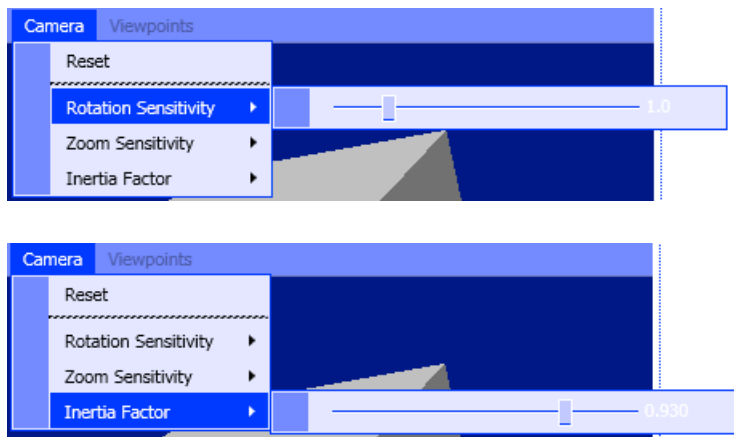 Camera Viewpoints
Reset
Rotation Sensitivity 1.0
Zoom Sensitivity
Inertia Factor
Camera Viewpoints
Reset
Rotation Sensitivity
Zoom Sensitivity
Inertia Factor 0.930